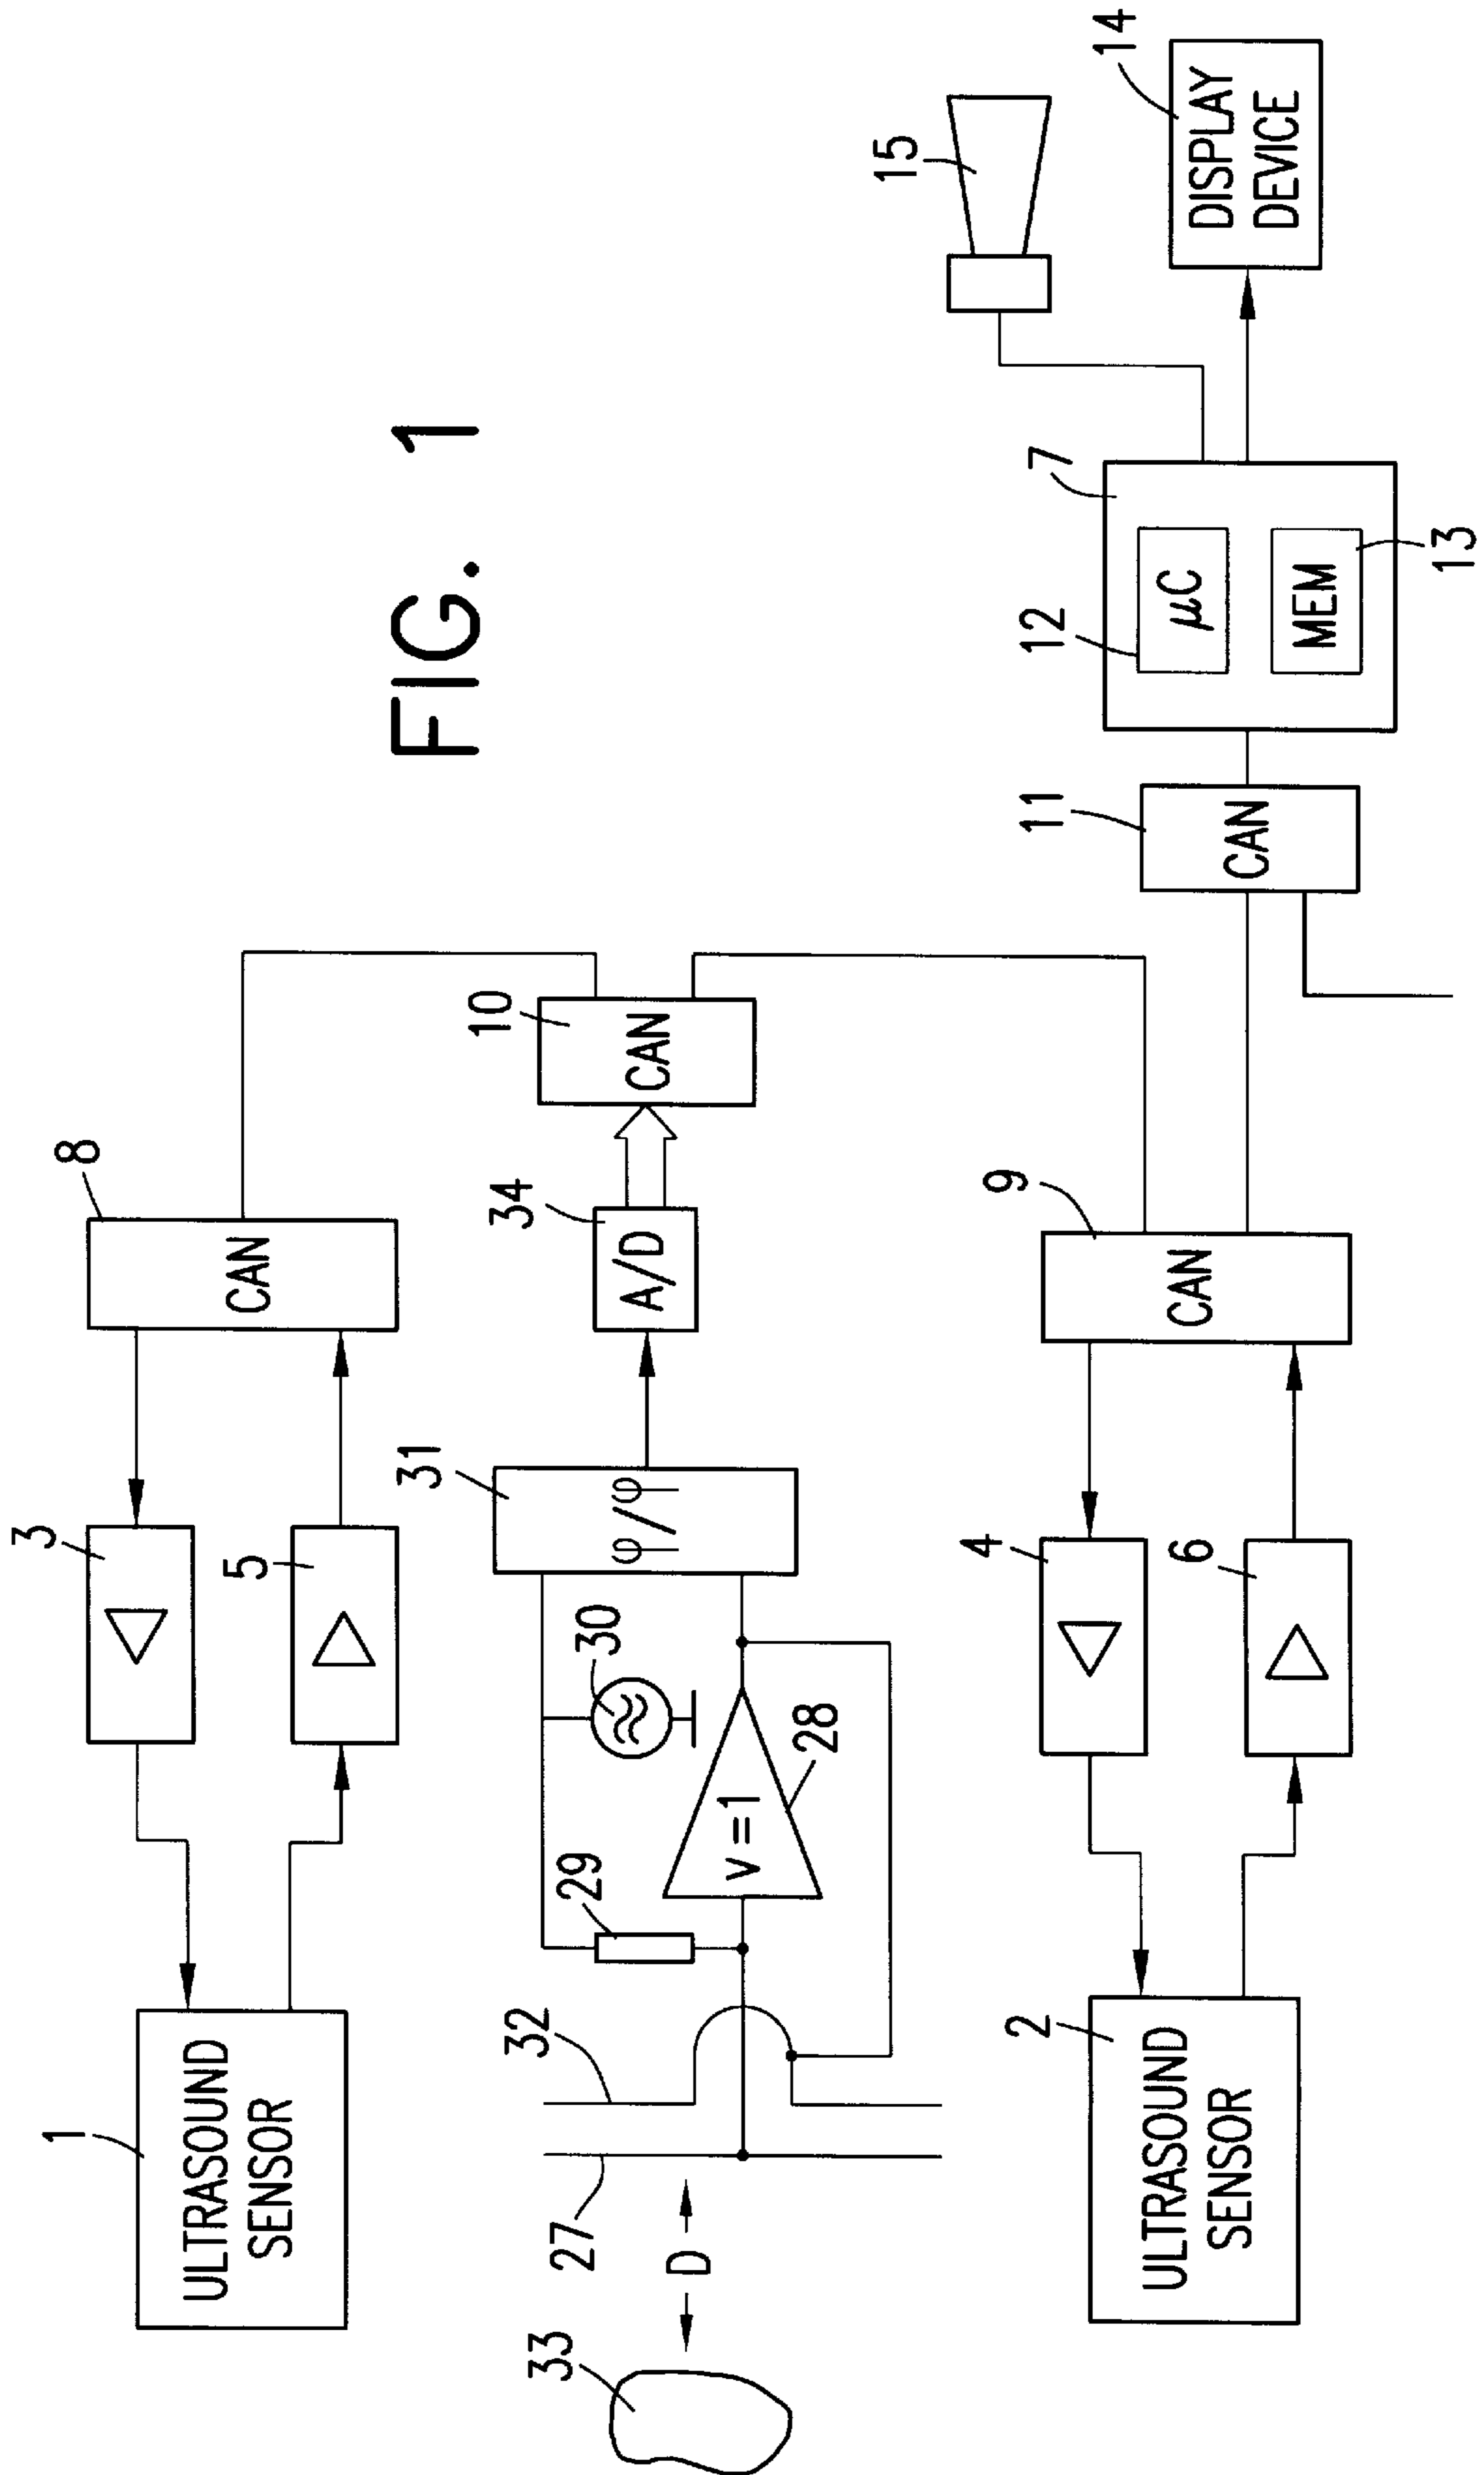 FIG. 1
1
ULTRASOUND
SENSOR
3
5
8
CAN
33
D
27
32
29
30
V = 1
28
31
φ/φ
34
A/D
10
CAN
2
ULTRASOUND
SENSOR
4
6
9
CAN
11
CAN
7
12
μC
MEM
13
15
14
DISPLAY
DEVICE